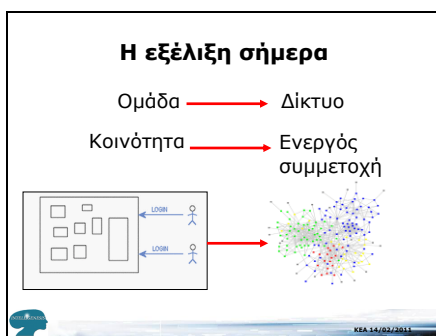 Η εξέλιξη σήμερα
Ομάδα
Δίκτυο
Κοινότητα
Ενεργός
συμμετοχή
LOGIN
LOGIN
ΚΕΑ 14/02/2011